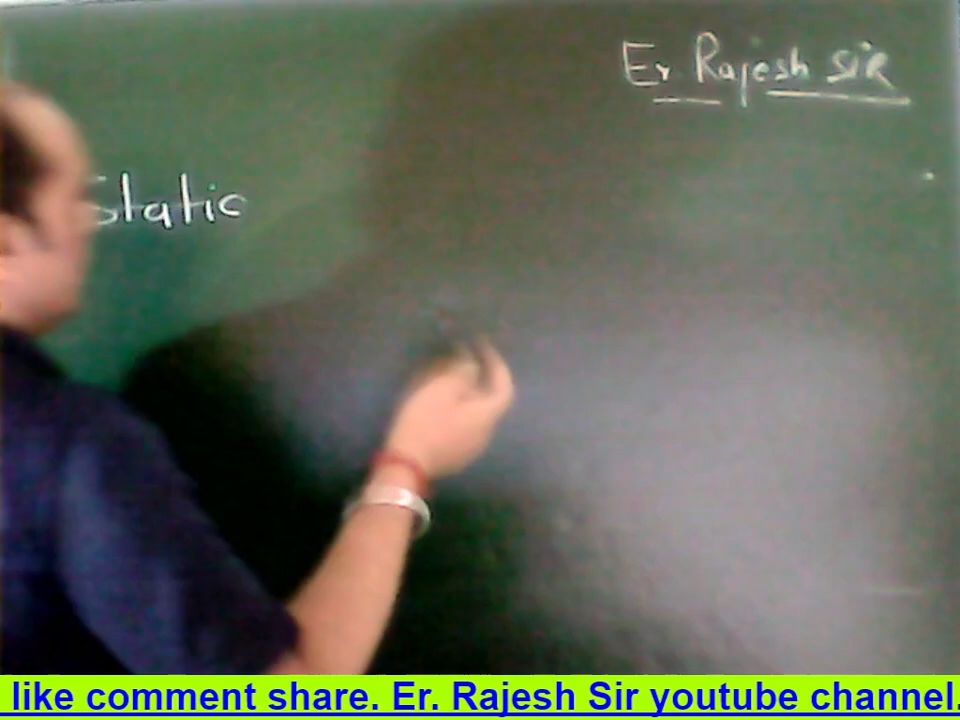 Er. Rajesh SIR
Static
like comment share. Er. Rajesh Sir youtube channel.